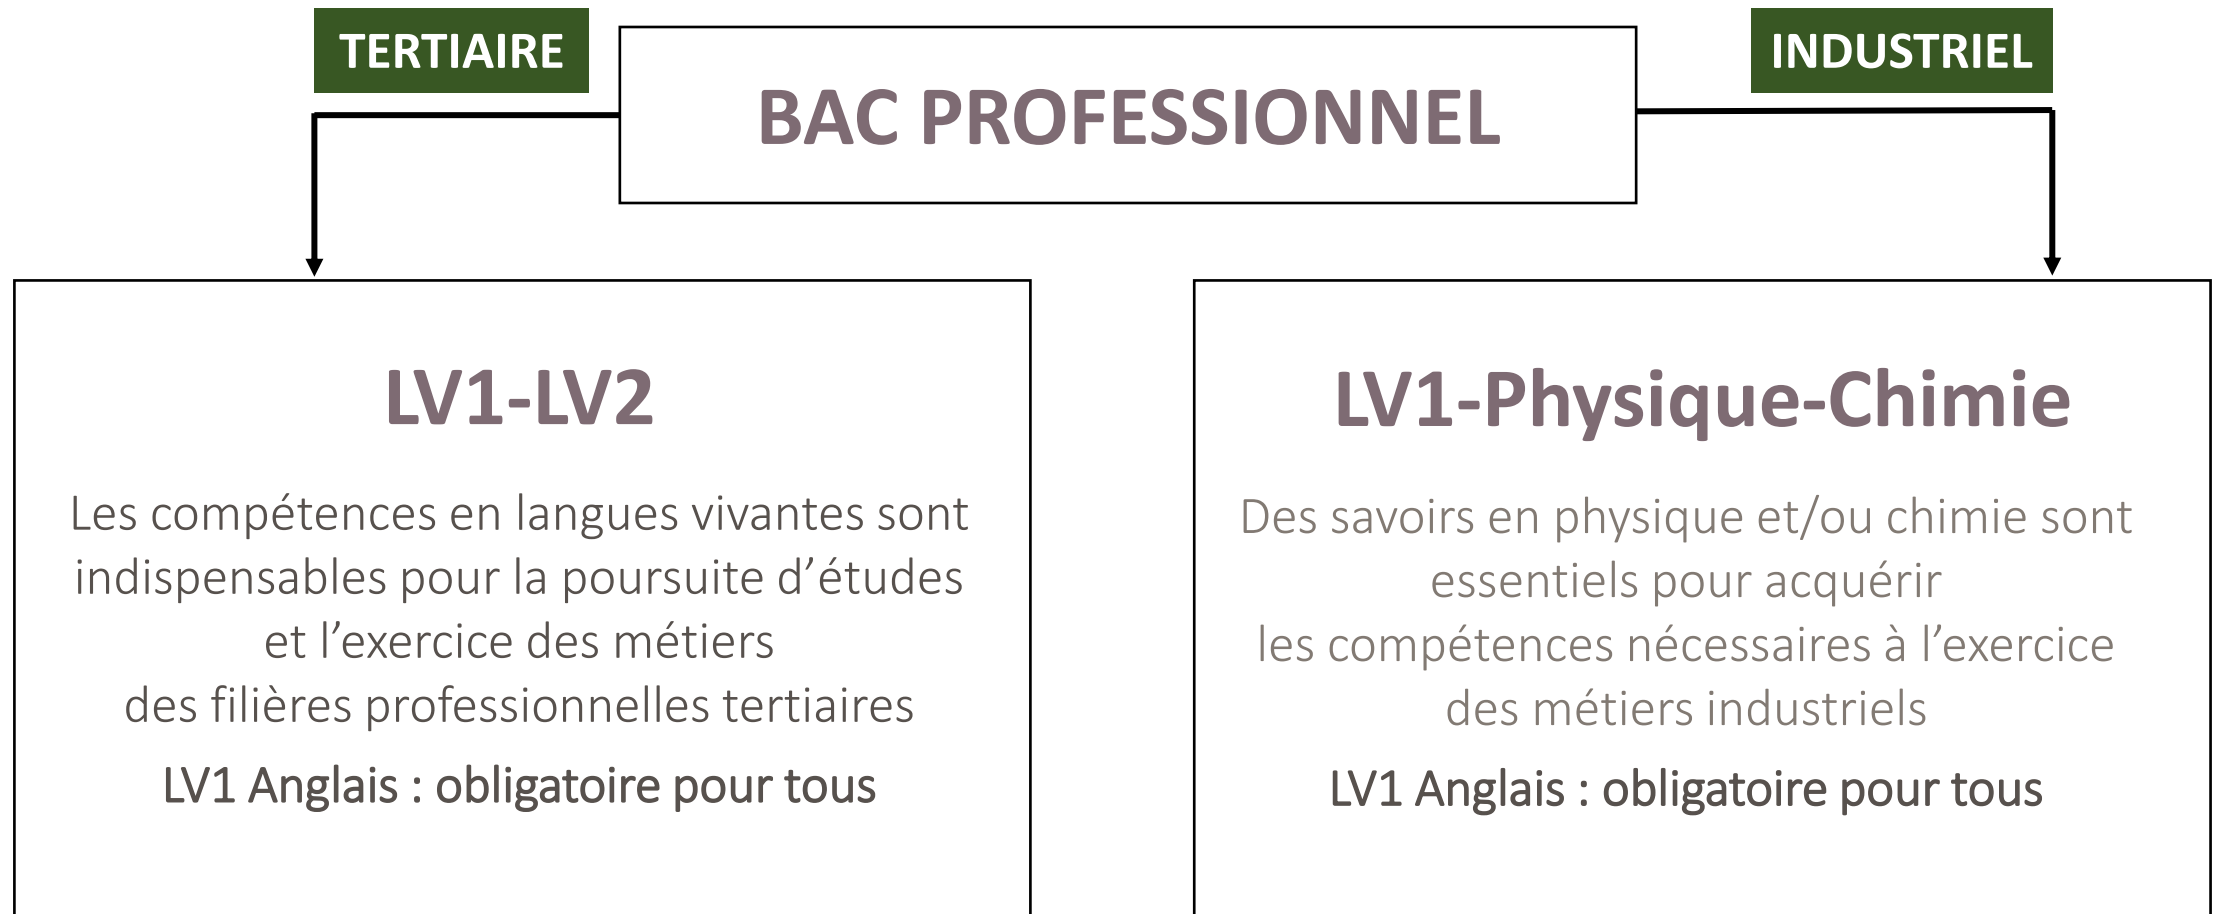 TERTIAIRE
BAC PROFESSIONNEL
INDUSTRIEL
LV1-LV2
Les compétences en langues vivantes sont
indispensables pour la poursuite d’études
et l’exercice des métiers
des filières professionnelles tertiaires
LV1 Anglais : obligatoire pour tous
LV1-Physique-Chimie
Des savoirs en physique et/ou chimie sont
essentiels pour acquérir
les compétences nécessaires à l’exercice
des métiers industriels
LV1 Anglais : obligatoire pour tous